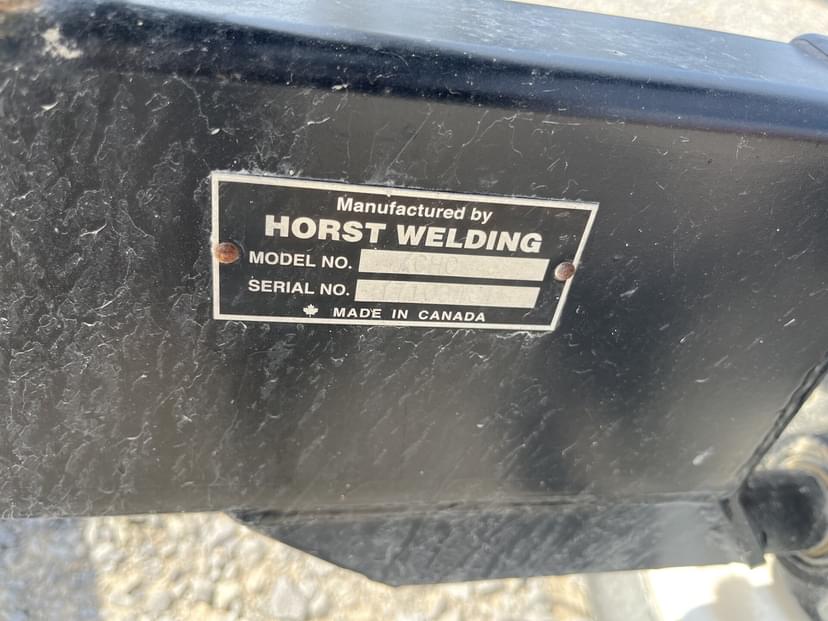 Manufactured by
HORST WELDING
MODEL NO.
SERIAL NO.
MADE IN CANADA